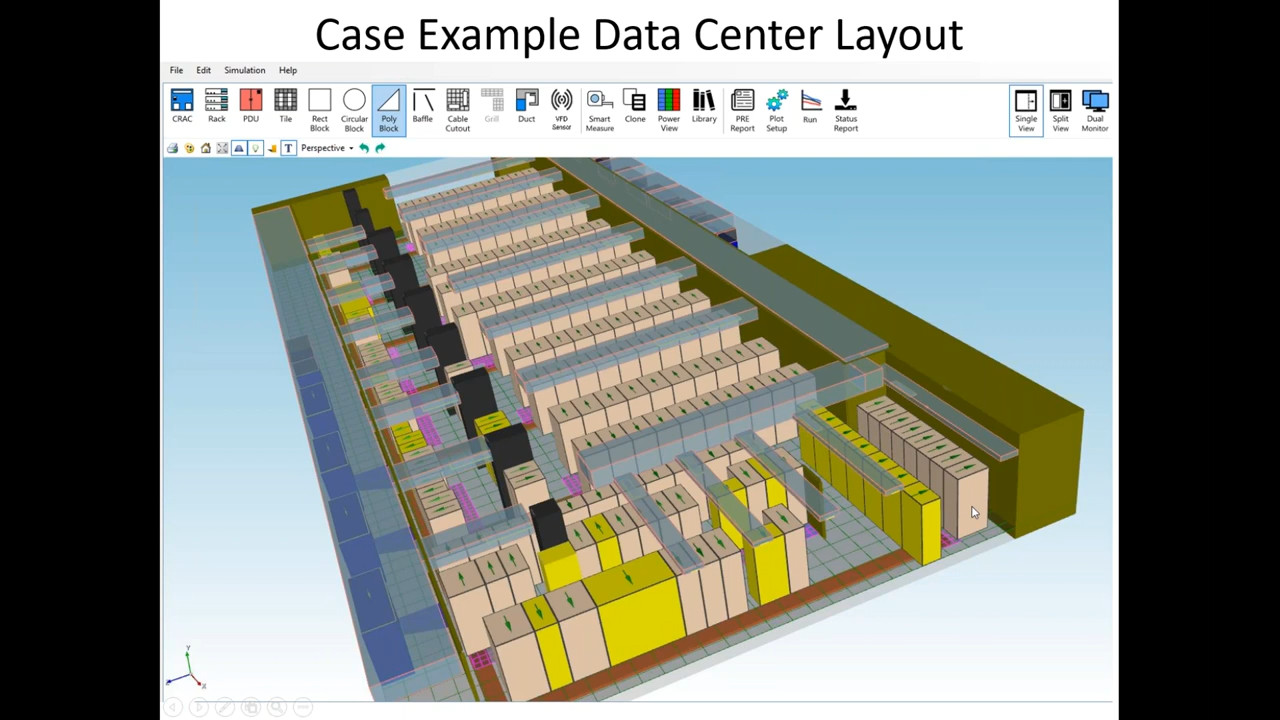 Case Example Data Center Layout
File Edit Simulation Help
CRAC Rack PDU Tile Rect Block Circular Block Poly Block Baffle Cable Cutout Grill Duct VFD Sensor Smart Measure Clone Power View Library PRE Report Plot Setup Run Status Report Single View Split View Dual Monitor
T Perspective
Y
X